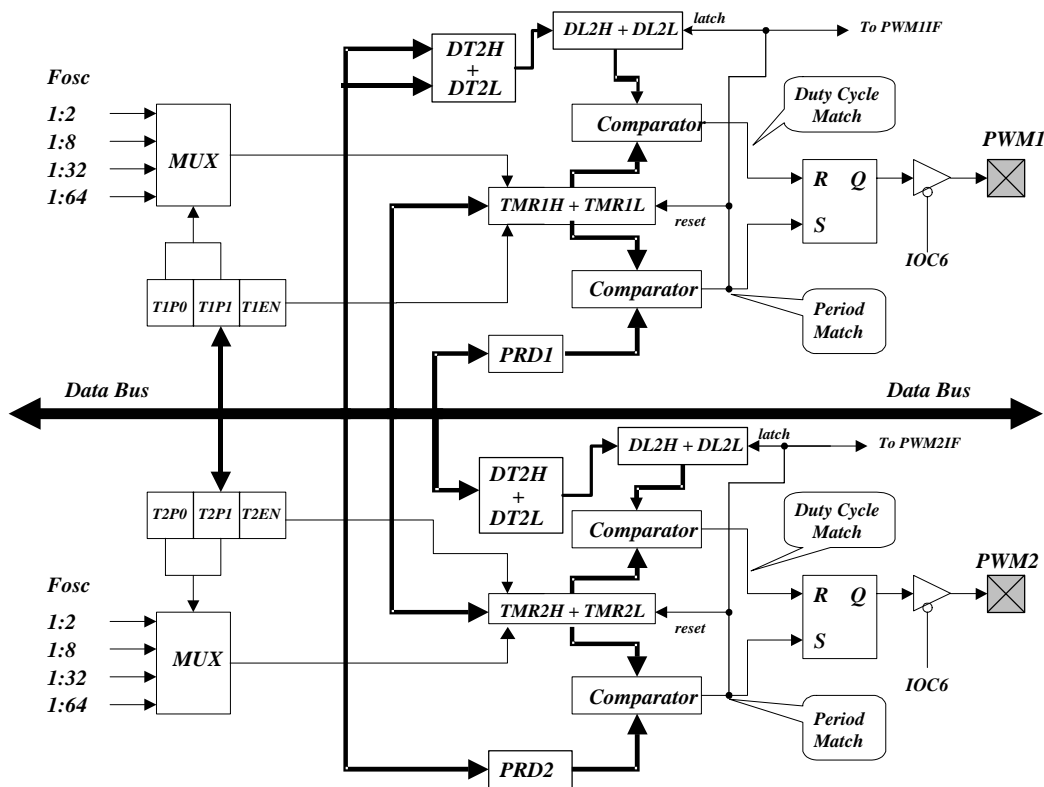 DL2H + DL2L
latch
To PWM1IF
DT2H
+
DT2L
Fosc
1:2
1:8
1:32
1:64
MUX
Comparator
Duty Cycle
Match
PWM1
R Q
S
TMR1H + TMR1L
reset
IOC6
T1P0 T1P1 T1EN
Comparator
Period
Match
PRD1
Data Bus
Data Bus
DL2H + DL2L
latch
To PWM2IF
DT2H
+
DT2L
T2P0 T2P1 T2EN
Comparator
Duty Cycle
Match
PWM2
Fosc
1:2
1:8
1:32
1:64
MUX
TMR2H + TMR2L
reset
R Q
S
IOC6
Comparator
Period
Match
PRD2